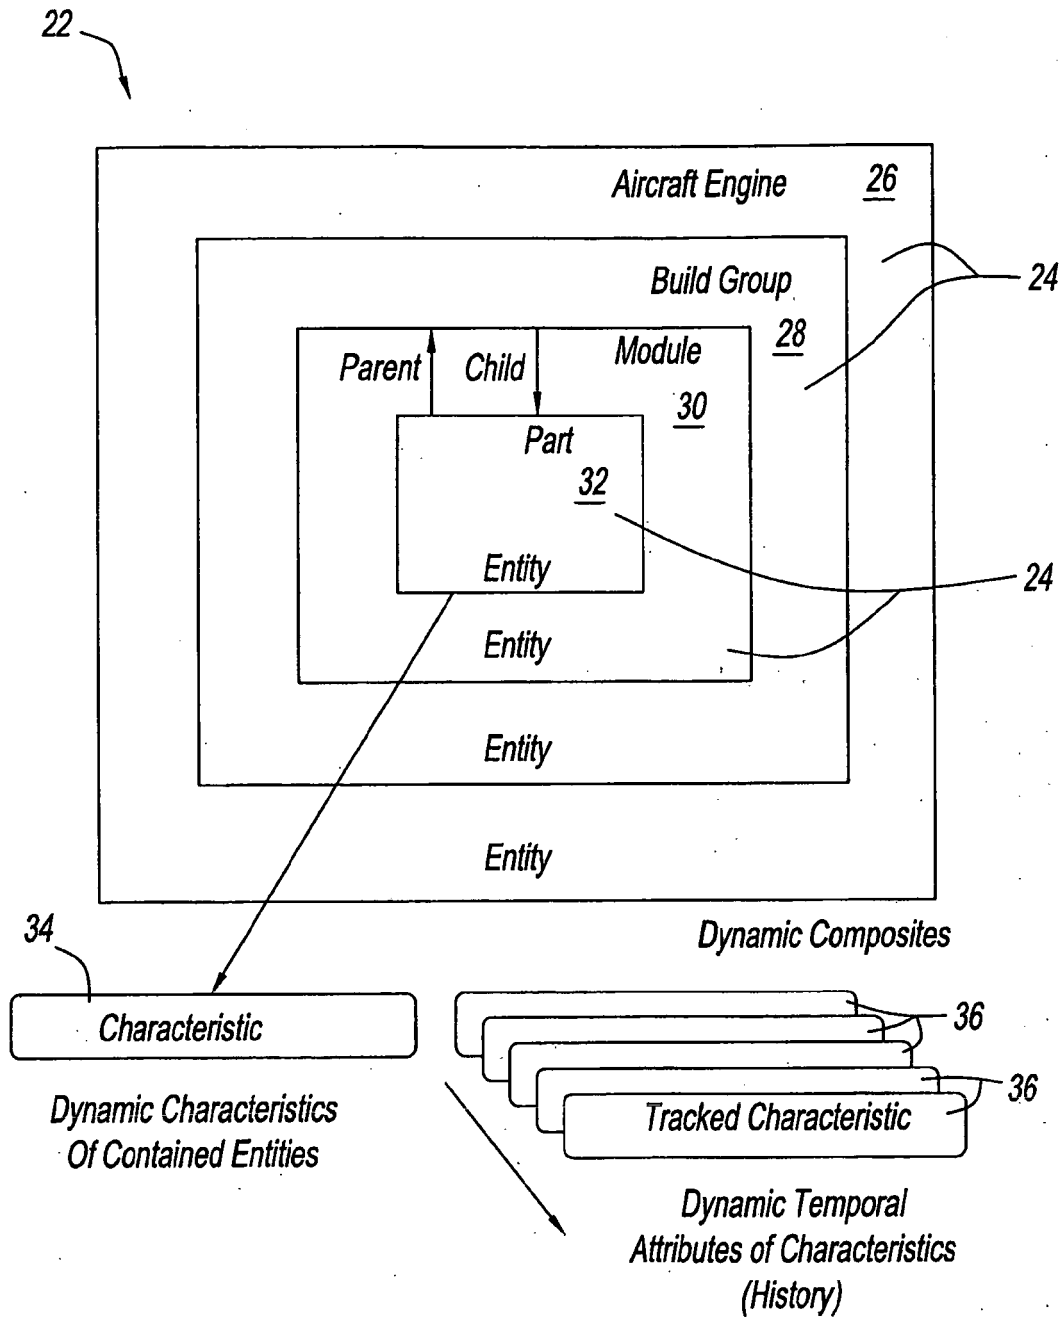 22
Aircraft Engine 26
Build Group
28
24
Module
30
Parent Child
Part
32
24
Entity
Entity
Entity
Entity
Dynamic Composites
34
Characteristic
36
36
Tracked Characteristic
Dynamic Characteristics
Of Contained Entities
Dynamic Temporal
Attributes of Characteristics
(History)